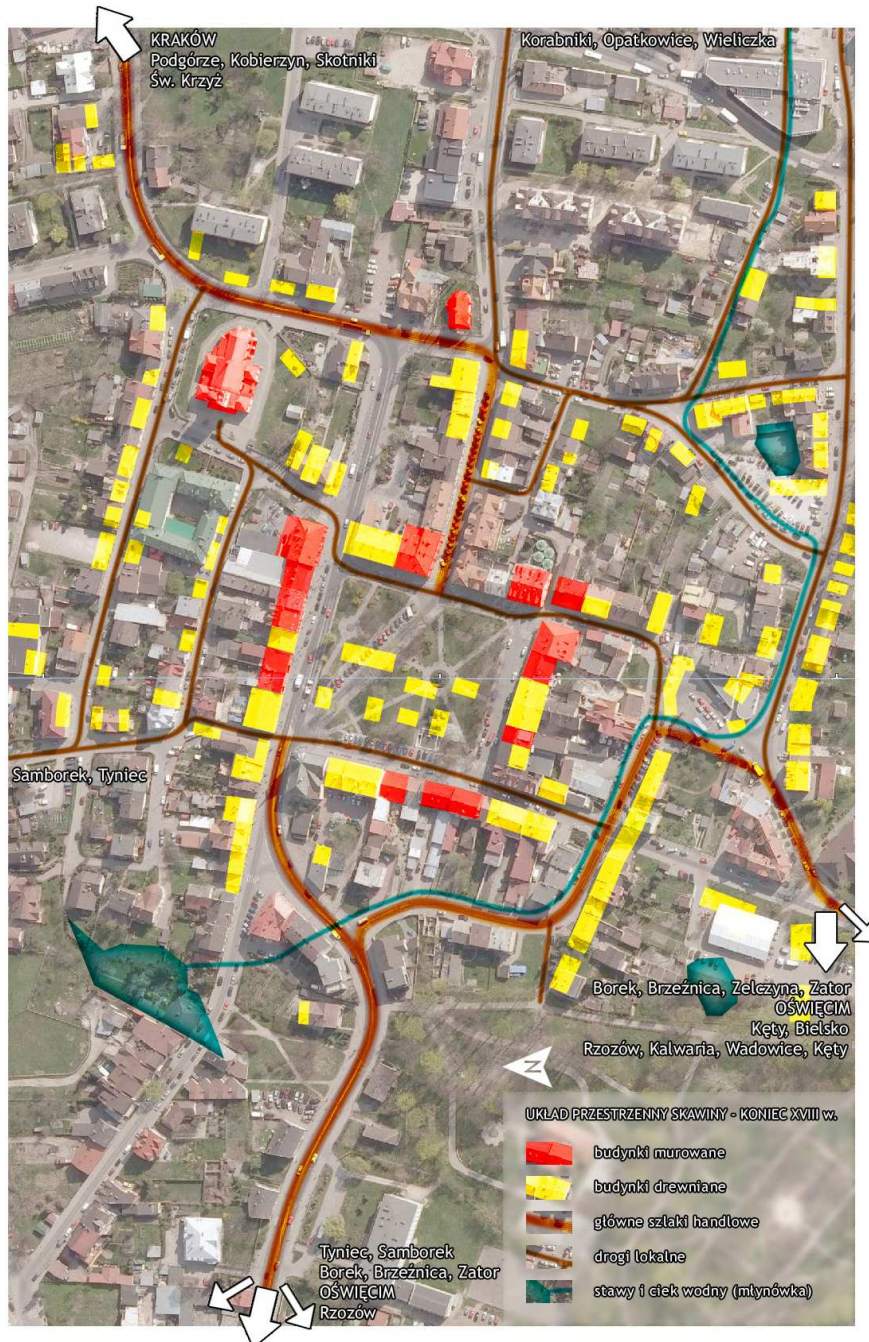 KRAKÓW
Podgórze, Kobierzyn, Skotniki
Św. Krzyż
Korabniki, Opatkowice, Wieliczka
Samborek, Tyniec
Borek, Brzeźnica, Zelczyna, Zator
OŚWIĘCIM
Kęty, Bielsko
Rzozów, Kalwaria, Wadowice, Kęty
N
UKŁAD PRZESTRZENNY SKAWINY - KONIEC XVIII w.
budynki murowane
budynki drewniane
główne szlaki handlowe
drogi lokalne
stawy i ciek wodny (młynówka)
Tyniec, Samborek
Borek, Brzeźnica, Zator
OŚWIĘCIM
Rzozów